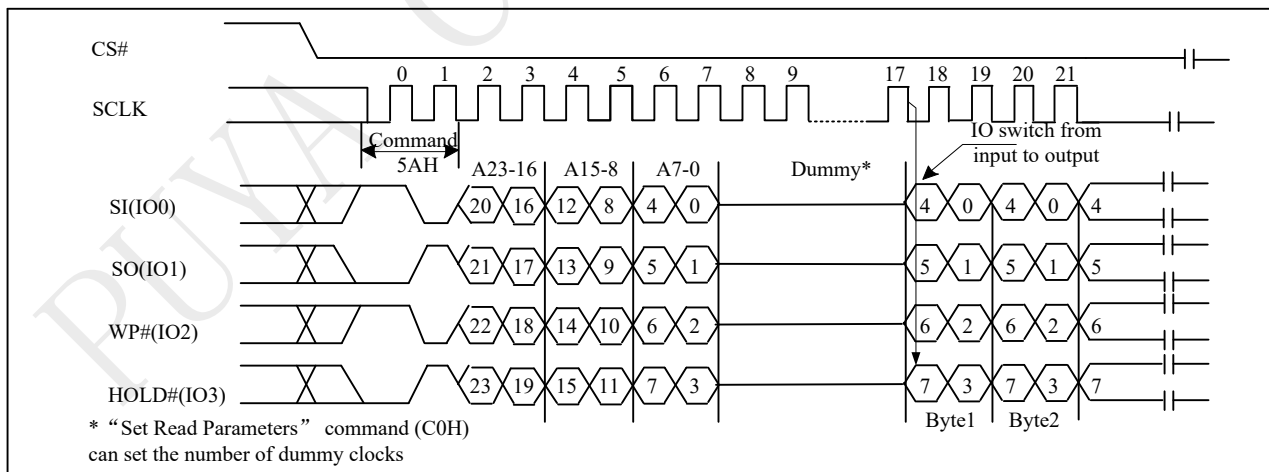 PUYA
CS#
0 1 2 3 4 5 6 7 8 9 17 18 19 20 21
SCLK
Command
5AH
IO switch from
input to output
A23-16 A15-8 A7-0 Dummy*
SI(IO0) 20 16 12 8 4 0 4 0 4 0 4
SO(IO1) 21 17 13 9 5 1 5 1 5 1 5
WP#(IO2) 22 18 14 10 6 2 6 2 6 2 6
HOLD#(IO3) 23 19 15 11 7 3 7 3 7 3 7
Byte1 Byte2
* “Set Read Parameters” command (C0H)
can set the number of dummy clocks